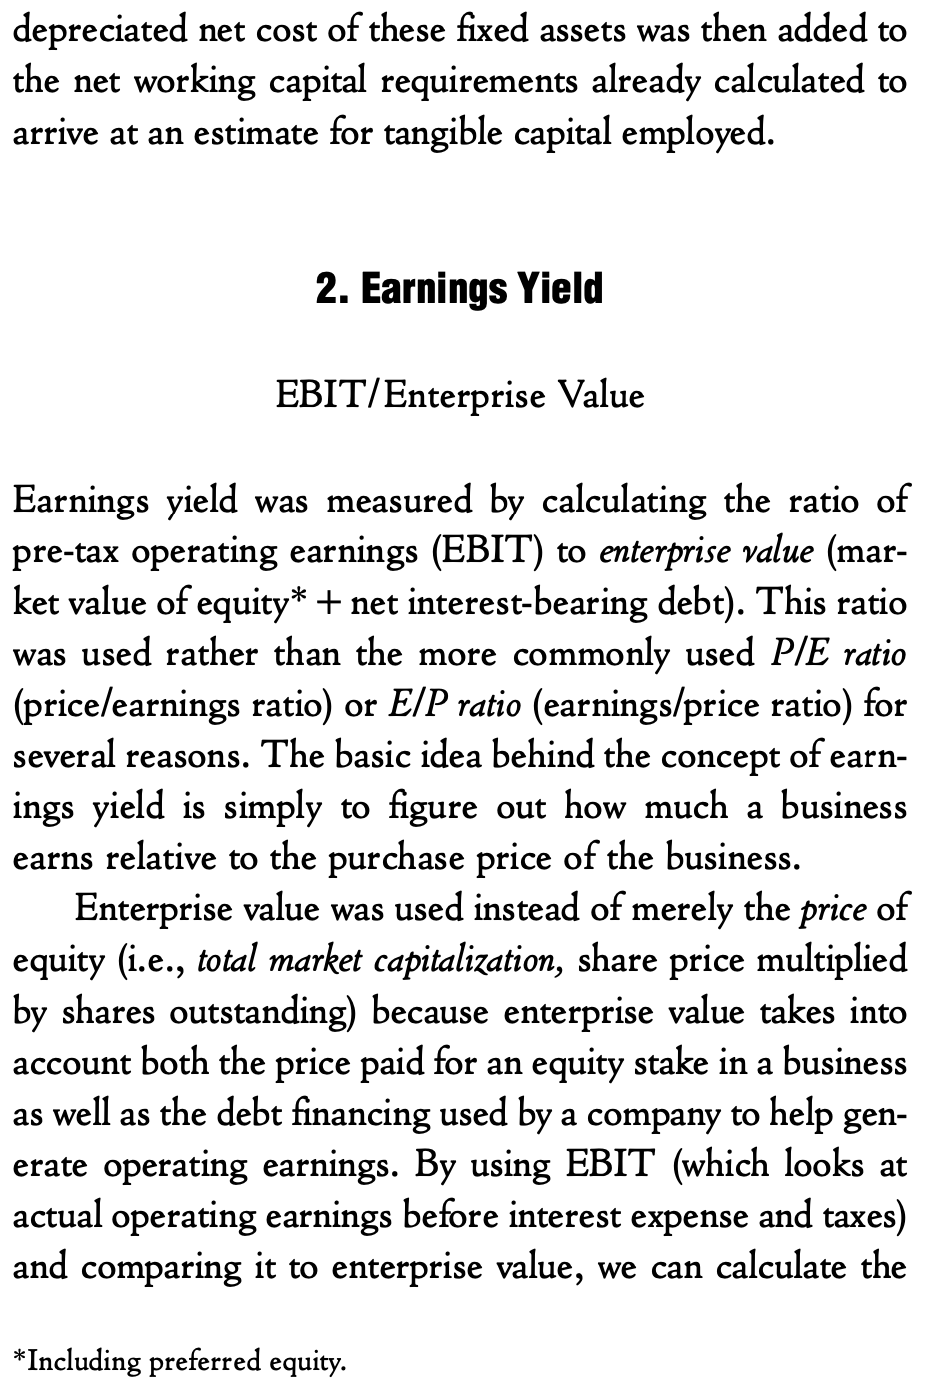 depreciated net cost of these fixed assets was then added to
the net working capital requirements already calculated to
arrive at an estimate for tangible capital employed.
2. Earnings Yield
EBIT/Enterprise Value
Earnings yield was measured by calculating the ratio of
pre-tax operating earnings (EBIT) to enterprise value (mar-
ket value of equity* + net interest-bearing debt). This ratio
was used rather than the more commonly used P/E ratio
(price/earnings ratio) or E/P ratio (earnings/price ratio) for
several reasons. The basic idea behind the concept of earn-
ings yield is simply to figure out how much a business
earns relative to the purchase price of the business.
Enterprise value was used instead of merely the price of
equity (i.e., total market capitalization, share price multiplied
by shares outstanding) because enterprise value takes into
account both the price paid for an equity stake in a business
as well as the debt financing used by a company to help gen-
erate operating earnings. By using EBIT (which looks at
actual operating earnings before interest expense and taxes)
and comparing it to enterprise value, we can calculate the
*Including preferred equity.